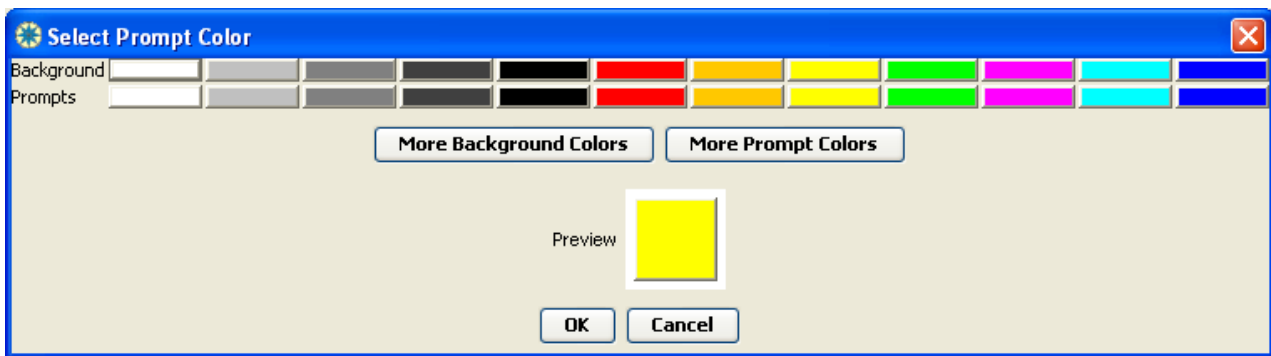 Select Prompt Color
Background
Prompts
More Background Colors More Prompt Colors
Preview
OK Cancel